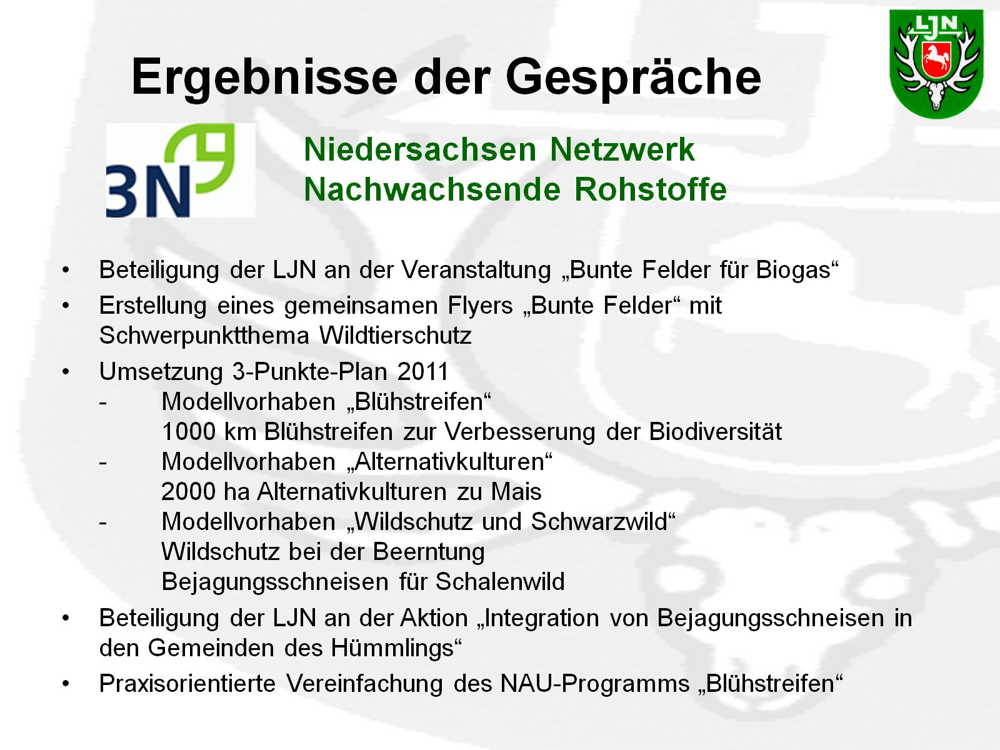 LJN
Ergebnisse der Gespräche
3N
Niedersachsen Netzwerk
Nachwachsende Rohstoffe
• Beteiligung der LJN an der Veranstaltung „Bunte Felder für Biogas“
• Erstellung eines gemeinsamen Flyers „Bunte Felder“ mit
Schwerpunktthema Wildtierschutz
• Umsetzung 3-Punkte-Plan 2011
- Modellvorhaben „Blühstreifen“
1000 km Blühstreifen zur Verbesserung der Biodiversität
- Modellvorhaben „Alternativkulturen“
2000 ha Alternativkulturen zu Mais
- Modellvorhaben „Wildschutz und Schwarzwild“
Wildschutz bei der Beerntung
Bejagungsschneisen für Schalenwild
• Beteiligung der LJN an der Aktion „Integration von Bejagungsschneisen in
den Gemeinden des Hümmlings“
• Praxisorientierte Vereinfachung des NAU-Programms „Blühstreifen“